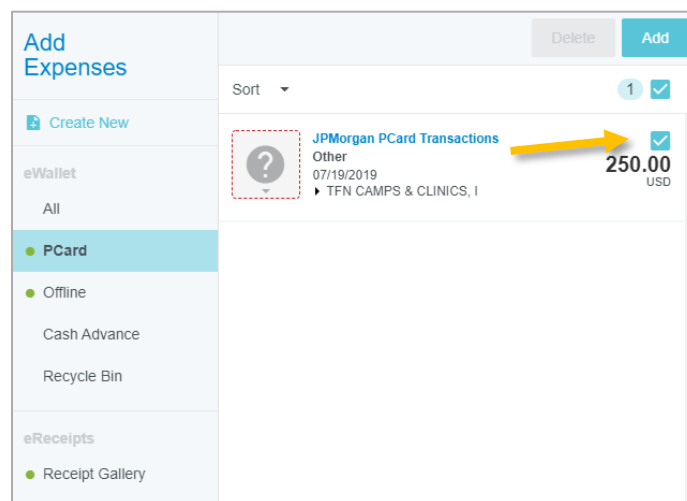 Add
Expenses
Delete
Add
Sort
1
Create New
JPMorgan PCard Transactions
Other
07/19/2019
TFN CAMPS & CLINICS, I
250.00
USD
eWallet
All
PCard
Offline
Cash Advance
Recycle Bin
eReceipts
Receipt Gallery